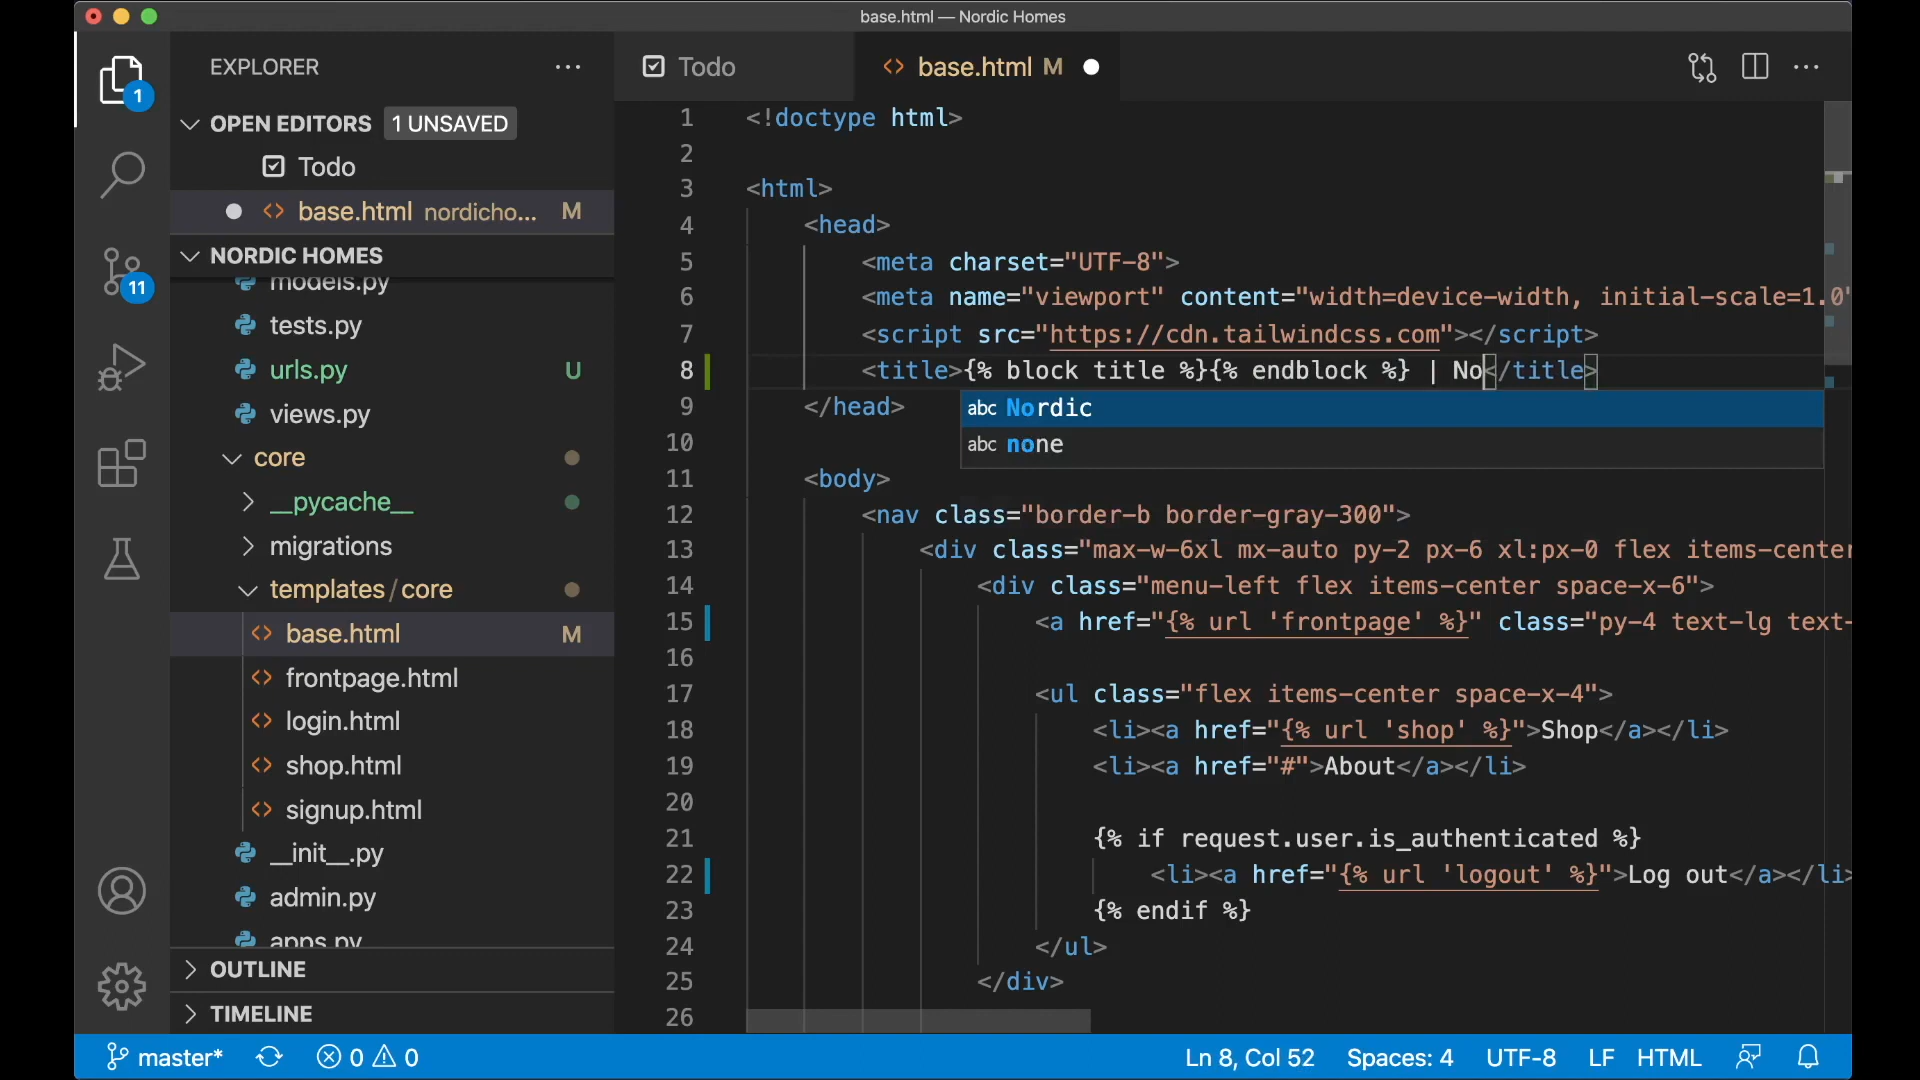 base.html — Nordic Homes
EXPLORER
Todo
base.html M
1
OPEN EDITORS 1 UNSAVED
Todo
base.html nordicho... M
NORDIC HOMES
models.py
tests.py
urls.py U
views.py
core
__pycache__
migrations
templates/core
base.html M
frontpage.html
login.html
shop.html
signup.html
__init__.py
admin.py
apps.py
OUTLINE
TIMELINE
11
1 <!doctype html>
2
3 <html>
4 <head>
5 <meta charset="UTF-8">
6 <meta name="viewport" content="width=device-width, initial-scale=1.0"
7 <script src="https://cdn.tailwindcss.com"></script>
8 <title>{% block title %}{% endblock %} | No</title>
9 </head>
abc Nordic
abc none
10
11 <body>
12 <nav class="border-b border-gray-300">
13 <div class="max-w-6xl mx-auto py-2 px-6 xl:px-0 flex items-center
14 <div class="menu-left flex items-center space-x-6">
15 <a href="{% url 'frontpage' %}" class="py-4 text-lg text-
16
17 <ul class="flex items-center space-x-4">
18 <li><a href="{% url 'shop' %}">Shop</a></li>
19 <li><a href="#">About</a></li>
20
21 {% if request.user.is_authenticated %}
22 <li><a href="{% url 'logout' %}">Log out</a></li>
23 {% endif %}
24 </ul>
25 </div>
26
master* 0 0 Ln 8, Col 52 Spaces: 4 UTF-8 LF HTML